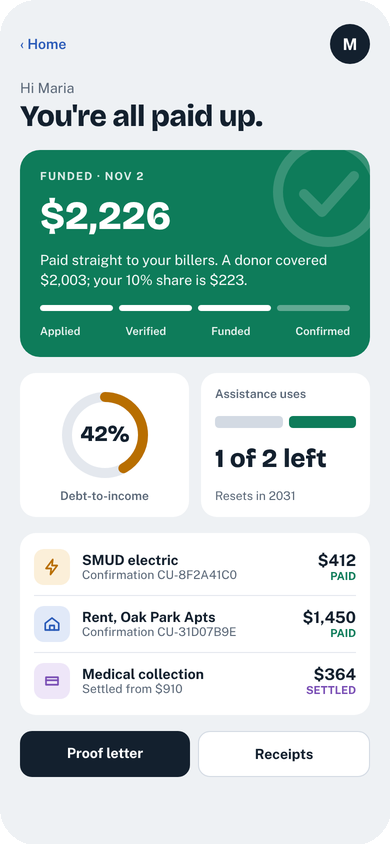 ‹ Home
M
Hi Maria
You're all paid up.
FUNDED · NOV 2
$2,226
Paid straight to your billers. A donor covered
$2,003; your 10% share is $223.
Applied Verified Funded Confirmed
42%
Debt-to-income
Assistance uses
1 of 2 left
Resets in 2031
SMUD electric $412
Confirmation CU-8F2A41C0 PAID
Rent, Oak Park Apts $1,450
Confirmation CU-31D07B9E PAID
Medical collection $364
Settled from $910 SETTLED
Proof letter Receipts